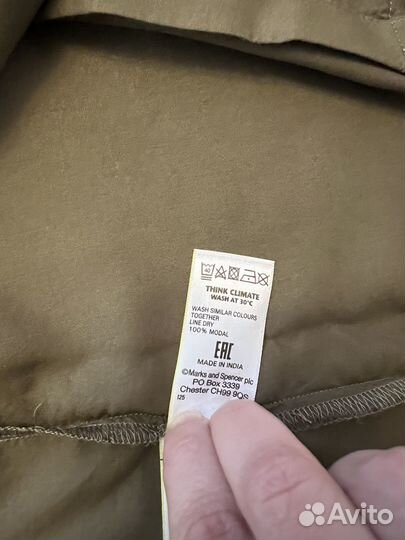 40
THINK CLIMATE
WASH AT 30°C
WASH SIMILAR COLOURS
TOGETHER
LINE DRY
100% MODAL
EAC
MADE IN INDIA
©Marks and Spencer plc
PO Box 3339
Chester CH99 9QS
125
Avito